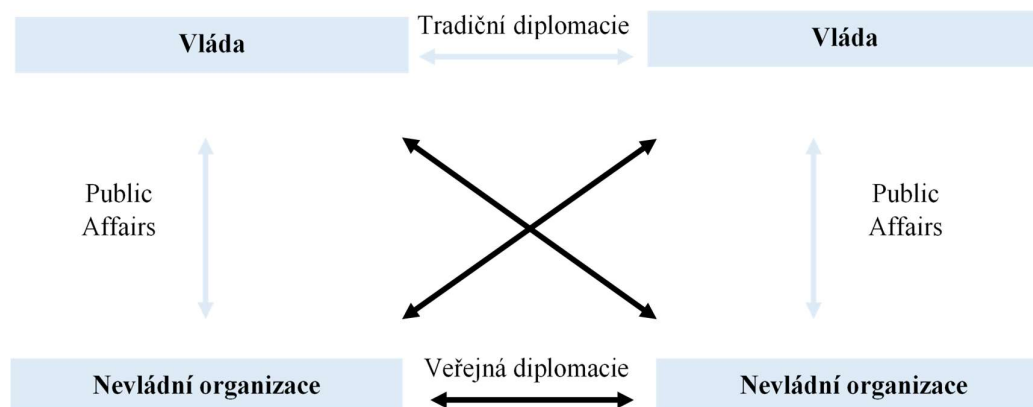 Vláda
Tradiční diplomacie
Vláda
Public
Affairs
Public
Affairs
Nevládní organizace
Veřejná diplomacie
Nevládní organizace